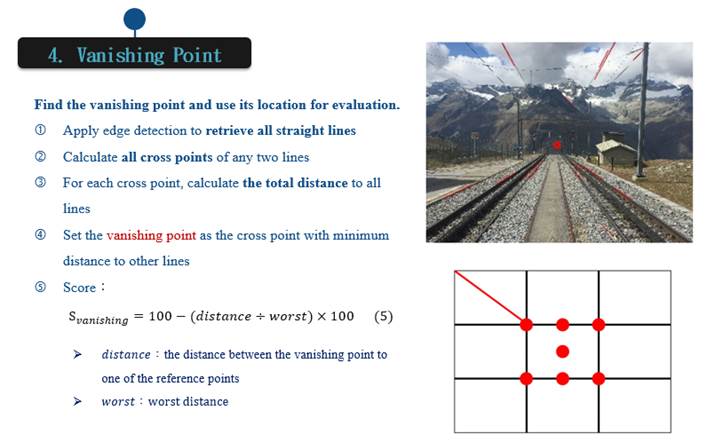 4. Vanishing Point
Find the vanishing point and use its location for evaluation.
① Apply edge detection to retrieve all straight lines
② Calculate all cross points of any two lines
③ For each cross point, calculate the total distance to all
lines
④ Set the vanishing point as the cross point with minimum
distance to other lines
⑤ Score：
S_vanishing = 100 − (distance ÷ worst) × 100 (5)
➢ distance：the distance between the vanishing point to
one of the reference points
➢ worst：worst distance